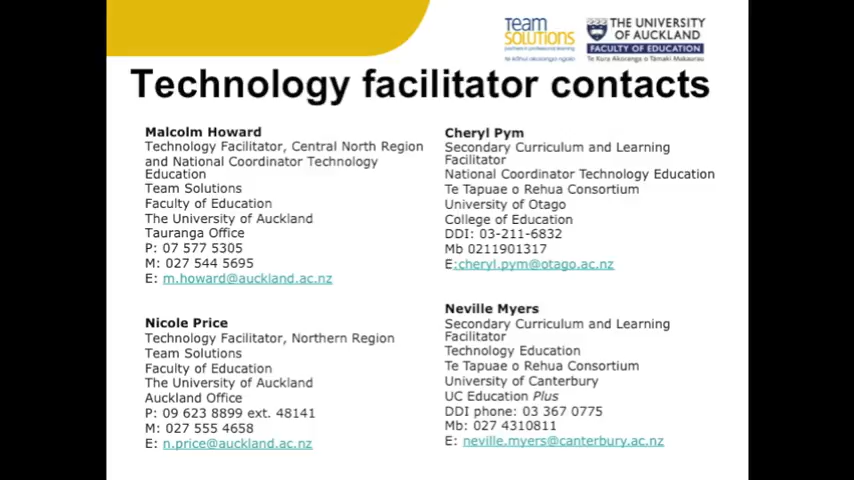 TEAM
SOLUTIONS
THE UNIVERSITY
OF AUCKLAND
FACULTY OF EDUCATION
Te Kura Akoranga o Tāmaki Makaurau
Technology facilitator contacts
Malcolm Howard
Technology Facilitator, Central North Region
and National Coordinator Technology
Education
Team Solutions
Faculty of Education
The University of Auckland
Tauranga Office
P: 07 577 5305
M: 027 544 5695
E: m.howard@auckland.ac.nz
Nicole Price
Technology Facilitator, Northern Region
Team Solutions
Faculty of Education
The University of Auckland
Auckland Office
P: 09 623 8899 ext. 48141
M: 027 555 4658
E: n.price@auckland.ac.nz
Cheryl Pym
Secondary Curriculum and Learning
Facilitator
National Coordinator Technology Education
Te Tapuae o Rehua Consortium
University of Otago
College of Education
DDI: 03-211-6832
Mb 0211901317
E:cheryl.pym@otago.ac.nz
Neville Myers
Secondary Curriculum and Learning
Facilitator
Technology Education
Te Tapuae o Rehua Consortium
University of Canterbury
UC Education Plus
DDI phone: 03 367 0775
Mb: 027 4310811
E: neville.myers@canterbury.ac.nz